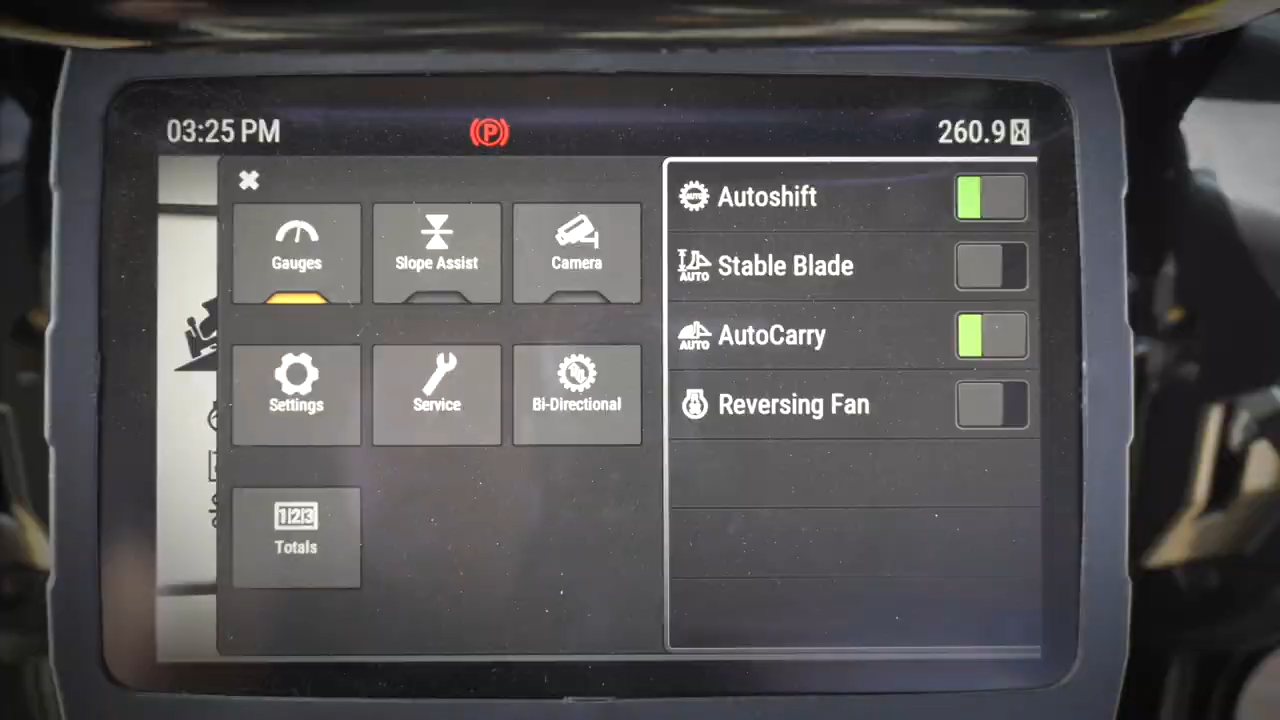 03:25 PM
P
260.9
Gauges
Slope Assist
Camera
Settings
Service
Bi-Directional
123
Totals
AUTO
Autoshift
AUTO
Stable Blade
AUTO
AutoCarry
Reversing Fan